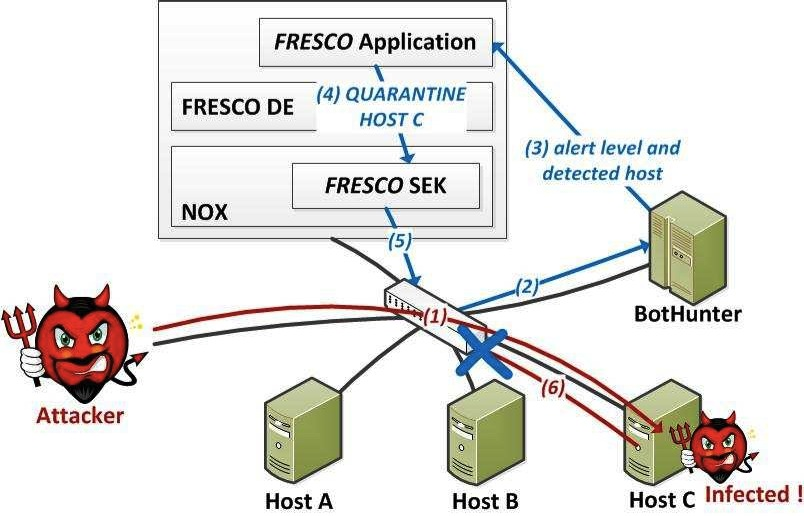 FRESCO Application
(4) QUARANTINE
HOST C
FRESCO DE
(3) alert level and
detected host
FRESCO SEK
NOX
(5)
(2)
BotHunter
(1)
Attacker
(6)
Host A
Host B
Host C
Infected !